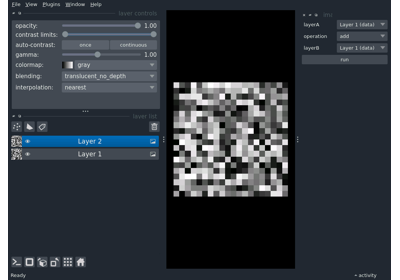 File View Plugins Window Help
layer controls
opacity: 1.00
contrast limits:
auto-contrast: once continuous
gamma: 1.00
colormap: gray
blending: translucent_no_depth
interpolation: nearest
layer list
Layer 2
Layer 1
layerA Layer 1 (data)
operation add
layerB Layer 1 (data)
run
Ready
activity